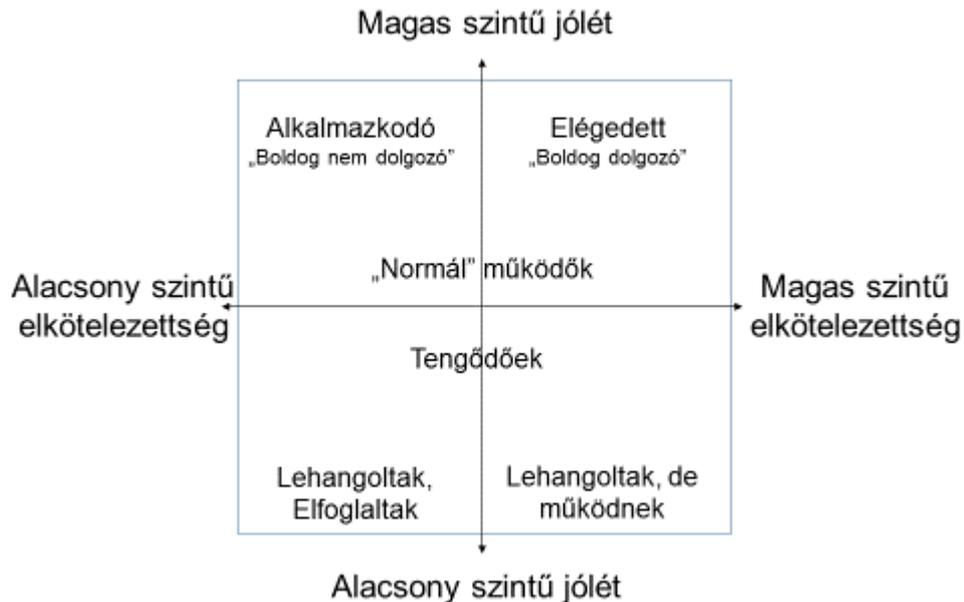 Magas szintű jólét
Alkalmazkodó
„Boldog nem dolgozó”
Elégedett
„Boldog dolgozó”
„Normál” működők
Alacsony szintű
elkötelezettség
Magas szintű
elkötelezettség
Tengődőek
Lehangoltak,
Elfoglaltak
Lehangoltak, de
működnek
Alacsony szintű jólét